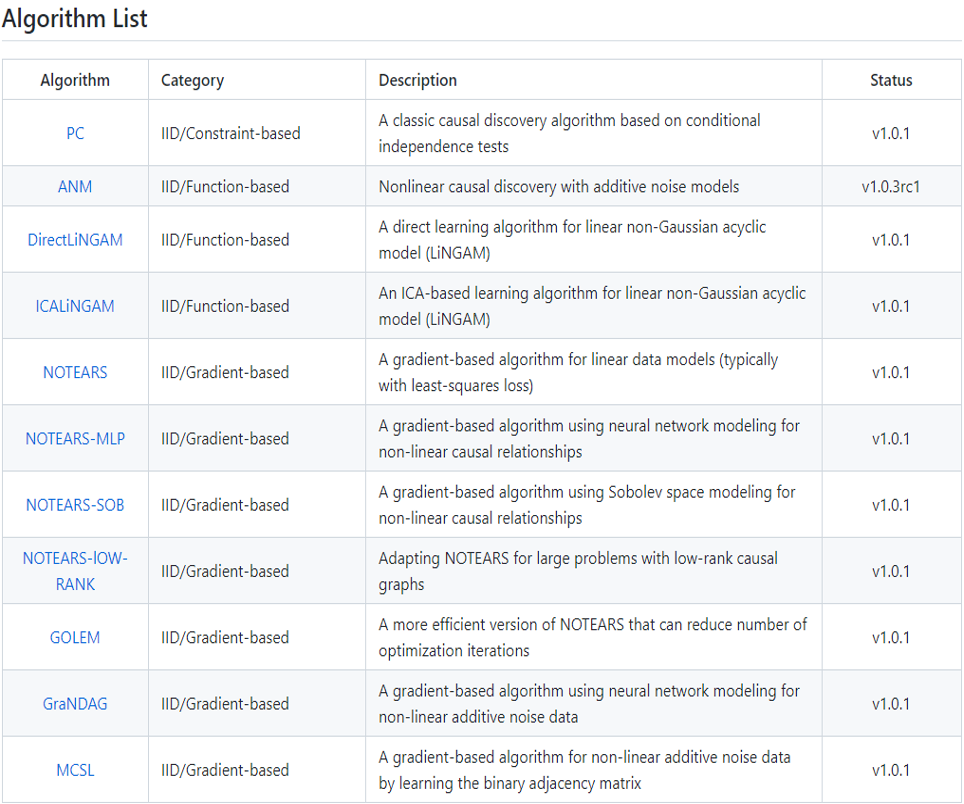 Algorithm List
Algorithm Category Description Status
PC IID/Constraint-based A classic causal discovery algorithm based on conditional
independence tests v1.0.1
ANM IID/Function-based Nonlinear causal discovery with additive noise models v1.0.3rc1
DirectLiNGAM IID/Function-based A direct learning algorithm for linear non-Gaussian acyclic
model (LiNGAM) v1.0.1
ICALiNGAM IID/Function-based An ICA-based learning algorithm for linear non-Gaussian acyclic
model (LiNGAM) v1.0.1
NOTEARS IID/Gradient-based A gradient-based algorithm for linear data models (typically
with least-squares loss) v1.0.1
NOTEARS-MLP IID/Gradient-based A gradient-based algorithm using neural network modeling for
non-linear causal relationships v1.0.1
NOTEARS-SOB IID/Gradient-based A gradient-based algorithm using Sobolev space modeling for
non-linear causal relationships v1.0.1
NOTEARS-lOW-
RANK IID/Gradient-based Adapting NOTEARS for large problems with low-rank causal
graphs v1.0.1
GOLEM IID/Gradient-based A more efficient version of NOTEARS that can reduce number of
optimization iterations v1.0.1
GraNDAG IID/Gradient-based A gradient-based algorithm using neural network modeling for
non-linear additive noise data v1.0.1
MCSL IID/Gradient-based A gradient-based algorithm for non-linear additive noise data
by learning the binary adjacency matrix v1.0.1